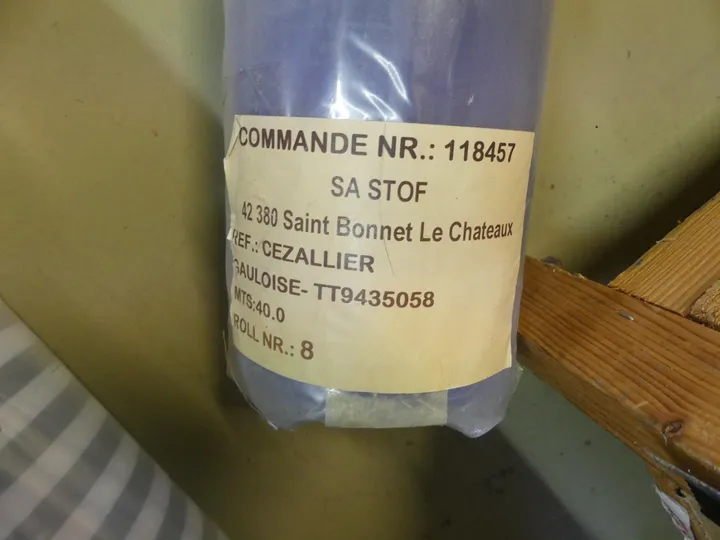 COMMANDE NR.: 118457
SA STOF
42 380 Saint Bonnet Le Chateaux
REF.: CEZALLIER
GAULOISE- TT9435058
MTS:40.0
ROLL NR.: 8